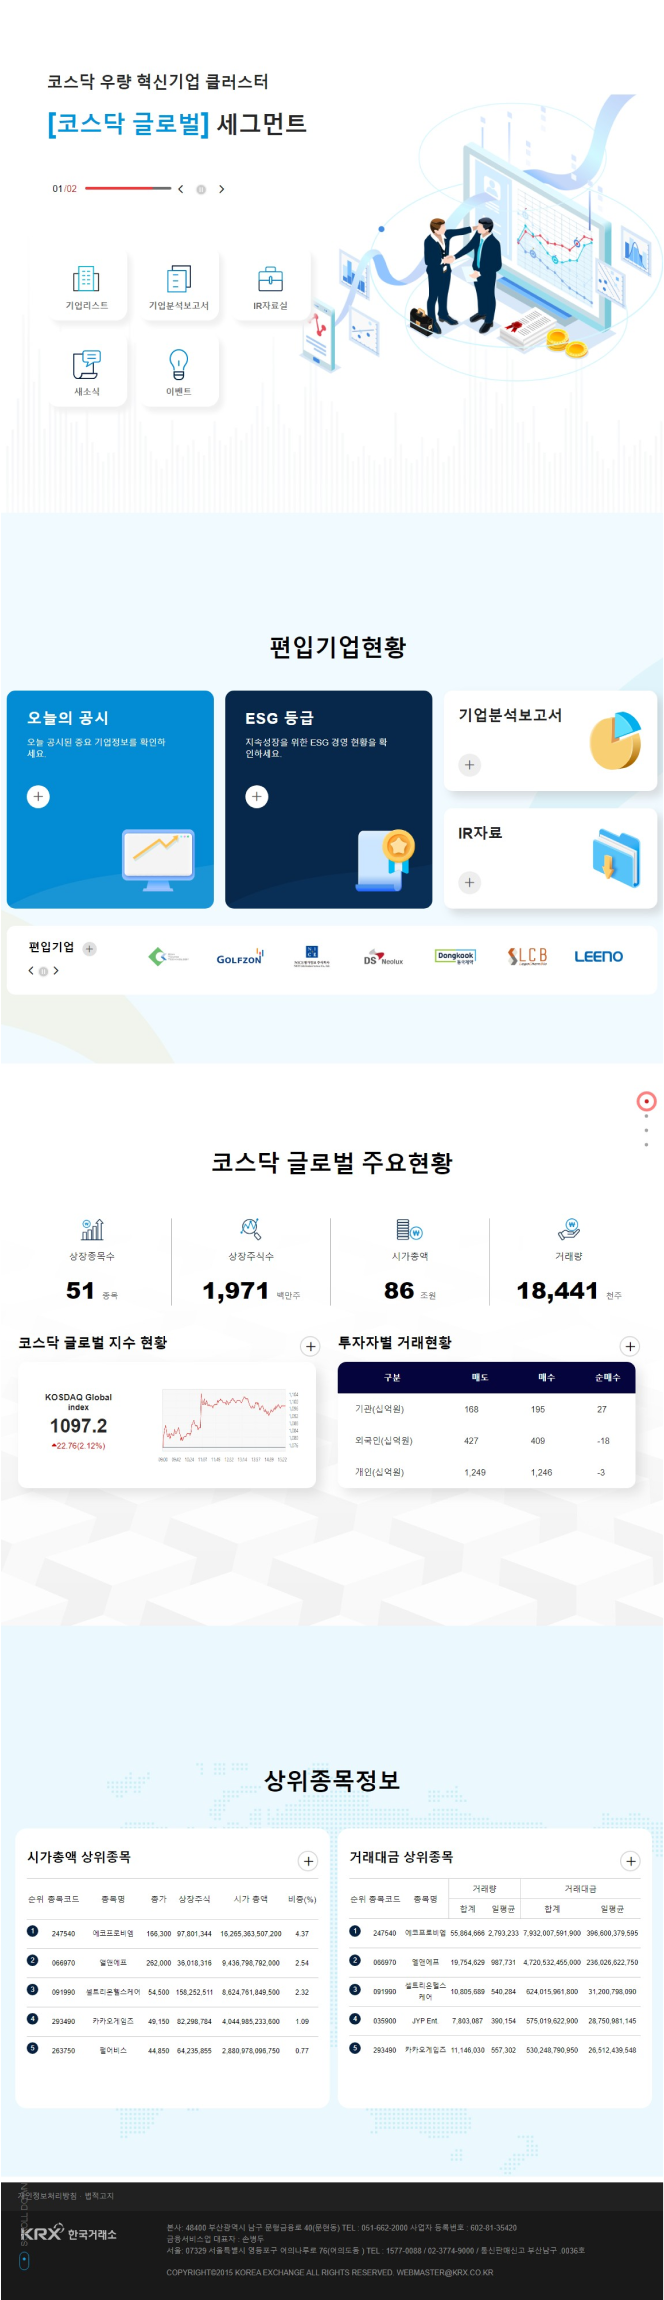 코스닥 우량 혁신기업 클러스터
[코스닥 글로벌] 세그먼트
01/02
기업리스트
기업분석보고서
IR자료실
새소식
이벤트
편입기업현황
오늘의 공시
오늘 공시된 중요 기업정보를 확인하
세요.
ESG 등급
지속성장을 위한 ESG 경영 현황을 확
인하세요.
기업분석보고서
IR자료
편입기업
GOLFZON
DS Neolux
Dongkook
동국제약
SLCB
LEENO
코스닥 글로벌 주요현황
상장종목수
51 종목
상장주식수
1,971 백만주
시가총액
86 조원
거래량
18,441 천주
코스닥 글로벌 지수 현황
KOSDAQ Global
index
1097.2
22.76(2.12%)
투자자별 거래현황
구분 매도 매수 순매수
기관(십억원) 168 195 27
외국인(십억원) 427 409 -18
개인(십억원) 1,249 1,246 -3
상위종목정보
시가총액 상위종목
순위 종목코드 종목명 종가 상장주식 시가 총액 비중(%)
1 247540 에코프로비엠 166,300 97,801,344 16,265,363,507,200 4.37
2 066970 엘앤에프 262,000 36,018,316 9,436,798,792,000 2.54
3 091990 셀트리온헬스케어 54,500 158,252,511 8,624,761,849,500 2.32
4 293490 카카오게임즈 49,150 82,298,784 4,044,985,233,600 1.09
5 263750 펄어비스 44,850 64,235,855 2,880,978,096,750 0.77
거래대금 상위종목
순위 종목코드 종목명 거래량 거래대금
합계 일평균 합계 일평균
1 247540 에코프로비엠 55,864,666 2,793,233 7,932,007,591,900 396,600,379,595
2 066970 엘앤에프 19,754,629 987,731 4,720,532,455,000 236,026,622,750
3 091990 셀트리온헬스
케어 10,805,689 540,284 624,015,961,800 31,200,798,090
4 035900 JYP Ent 7,803,087 390,154 575,019,622,900 28,750,981,145
5 293490 카카오게임즈 11,146,030 557,302 530,248,790,950 26,512,439,548
개인정보처리방침 · 법적고지
KRX 한국거래소
본사: 48400 부산광역시 남구 문현금융로 40(문현동) TEL : 051-662-2000 사업자 등록번호 : 602-81-35420
금융서비스업 대표자 : 손병두
서울: 07329 서울특별시 영등포구 여의나루로 76(여의도동 ) TEL : 1577-0088 / 02-3774-9000 / 통신판매신고 부산남구 .0036호
COPYRIGHT©2015 KOREA EXCHANGE ALL RIGHTS RESERVED. WEBMASTER@KRX.CO.KR